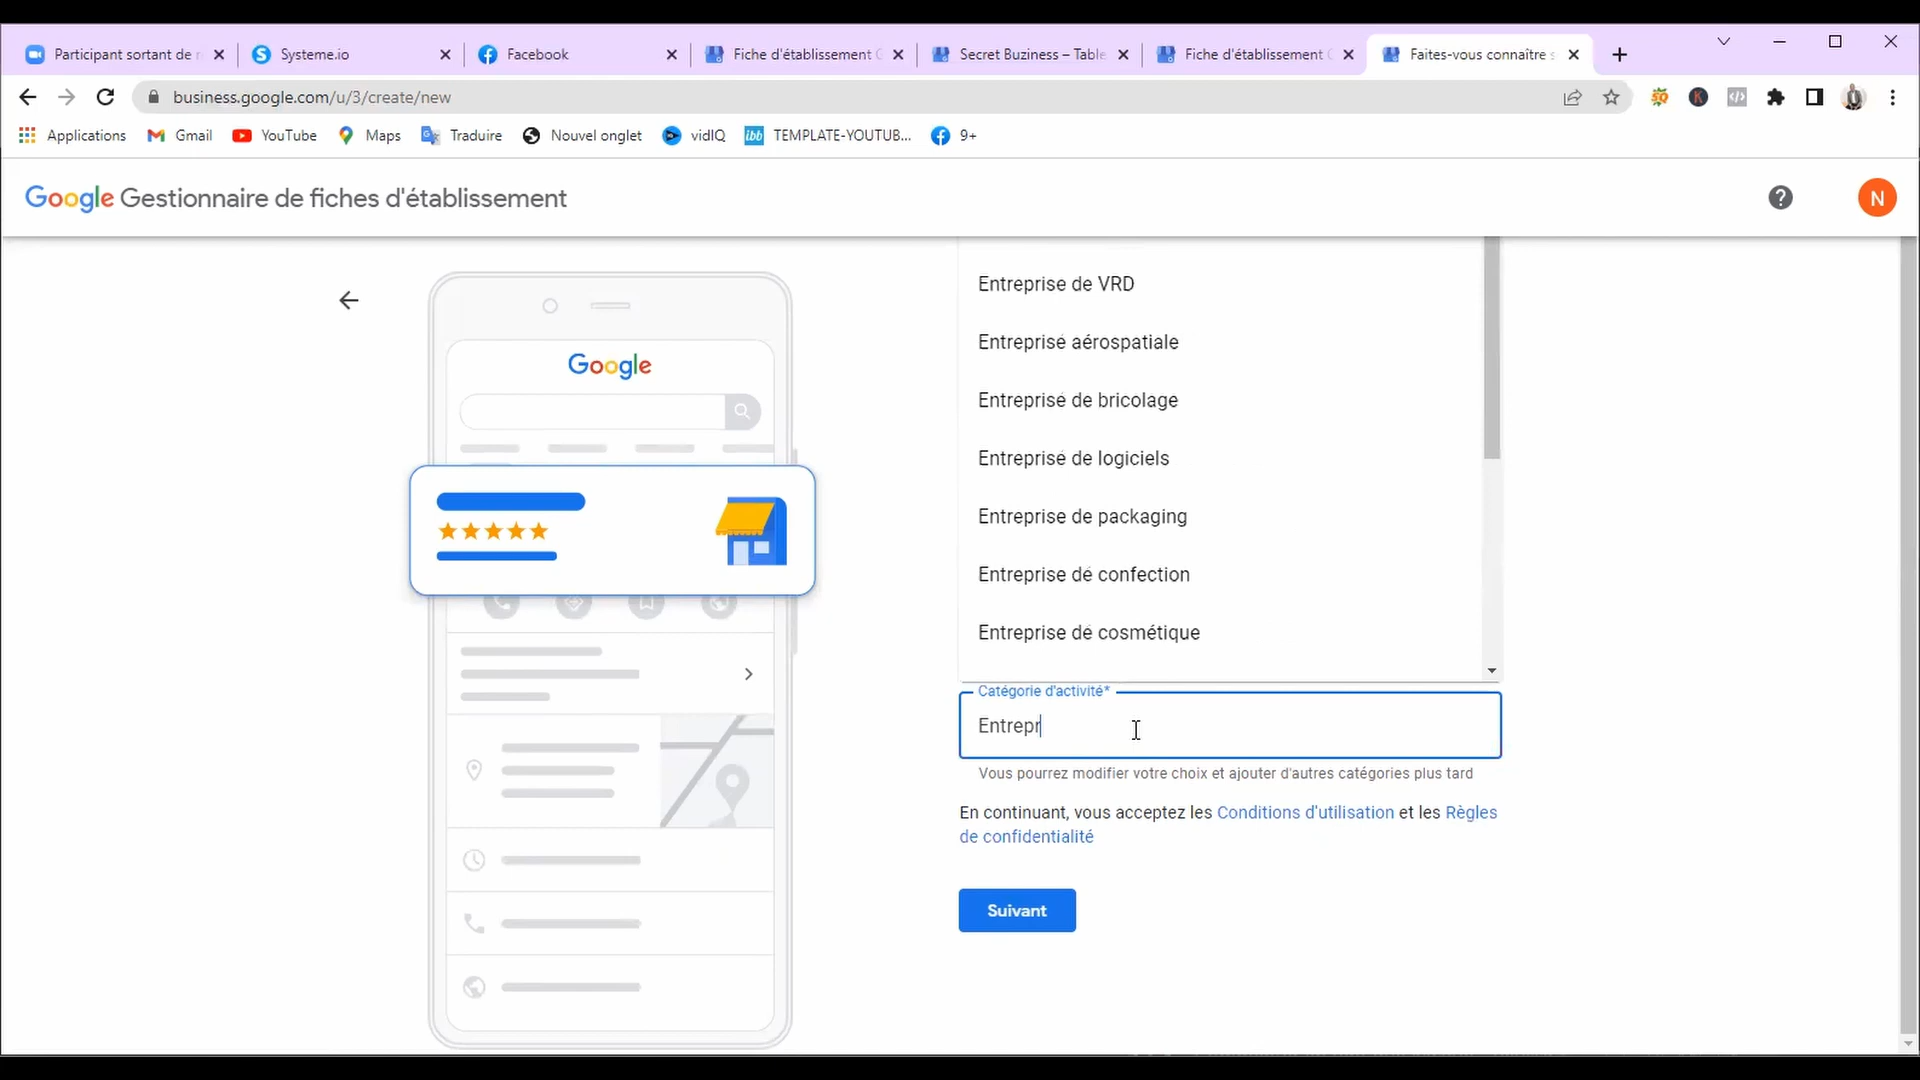 Participant sortant de
Systeme.io
Facebook
Fiche d'établissement
Secret Buziness – Table
Fiche d'établissement
Faites-vous connaître s
business.google.com/u/3/create/new
Applications
Gmail
YouTube
Maps
Traduire
Nouvel onglet
vidIQ
ibb
TEMPLATE-YOUTUB...
9+
Google Gestionnaire de fiches d'établissement
N
Google
Entreprise de VRD
Entreprise aérospatiale
Entreprise de bricolage
Entreprise de logiciels
Entreprise de packaging
Entreprise de confection
Entreprise de cosmétique
Catégorie d'activité*
Entrepr
Vous pourrez modifier votre choix et ajouter d'autres catégories plus tard
En continuant, vous acceptez les Conditions d'utilisation et les Règles
de confidentialité
Suivant